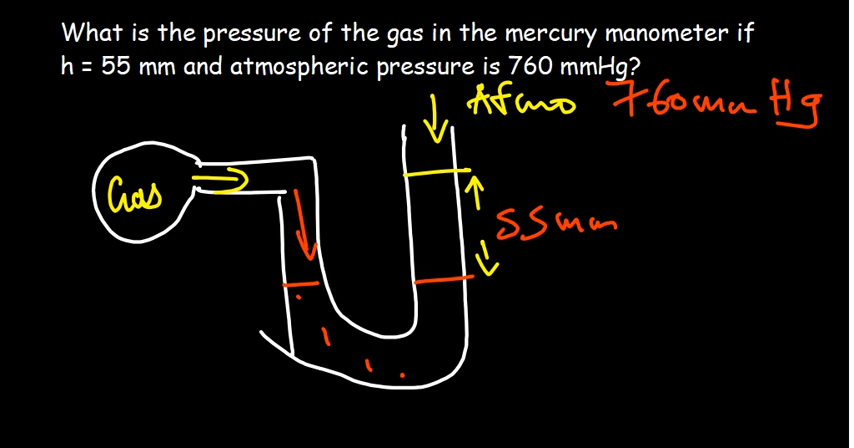 What is the pressure of the gas in the mercury manometer if
h = 55 mm and atmospheric pressure is 760 mmHg?
760mm Hg
Gas
55mm